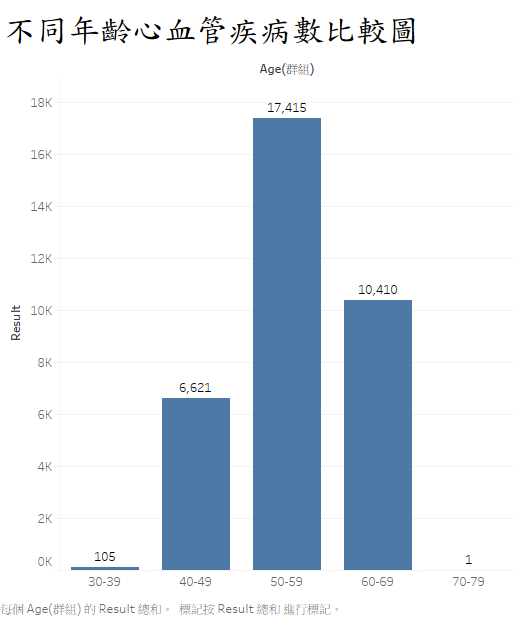 不同年齡心血管疾病數比較圖
Age(群組)
18K
17,415
16K
14K
12K
10K
10,410
8K
6,621
6K
4K
2K
0K
105
1
Result
30-39 40-49 50-59 60-69 70-79
每個 Age(群組) 的 Result 總和。 標記按 Result 總和 進行標記。